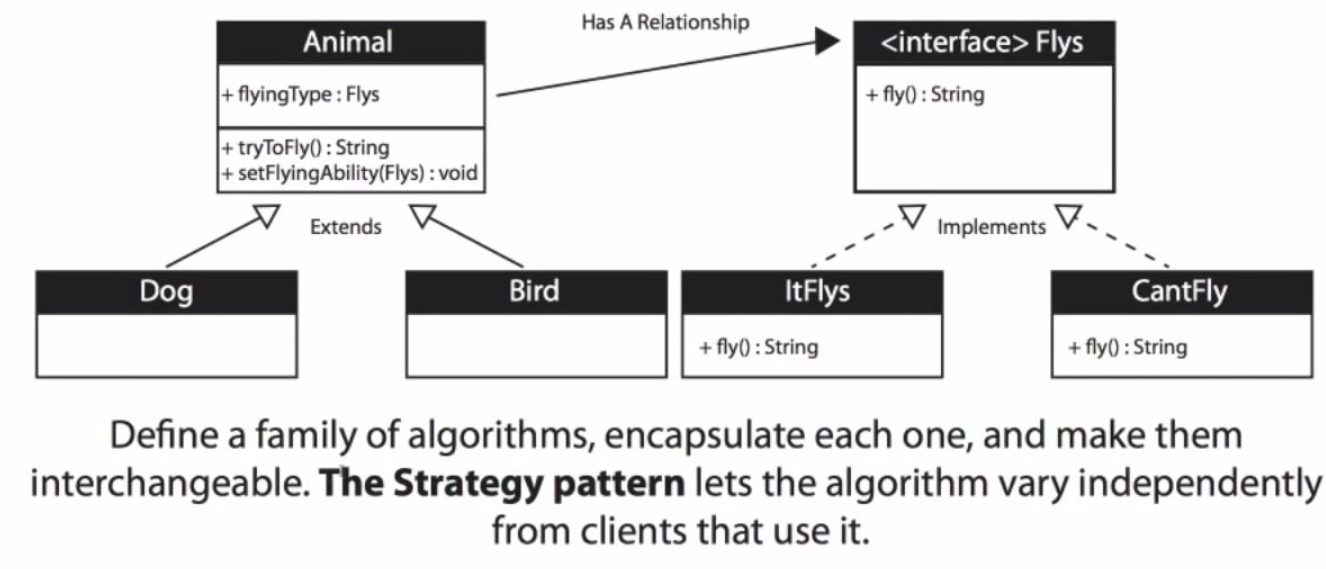 Has A Relationship
Animal
+ flyingType : Flys
+ tryToFly() : String
+ setFlyingAbility(Flys) : void
<interface> Flys
+ fly() : String
Extends
Implements
Dog
Bird
ItFlys
+ fly() : String
CantFly
+ fly() : String
Define a family of algorithms, encapsulate each one, and make them
interchangeable. The Strategy pattern lets the algorithm vary independently
from clients that use it.